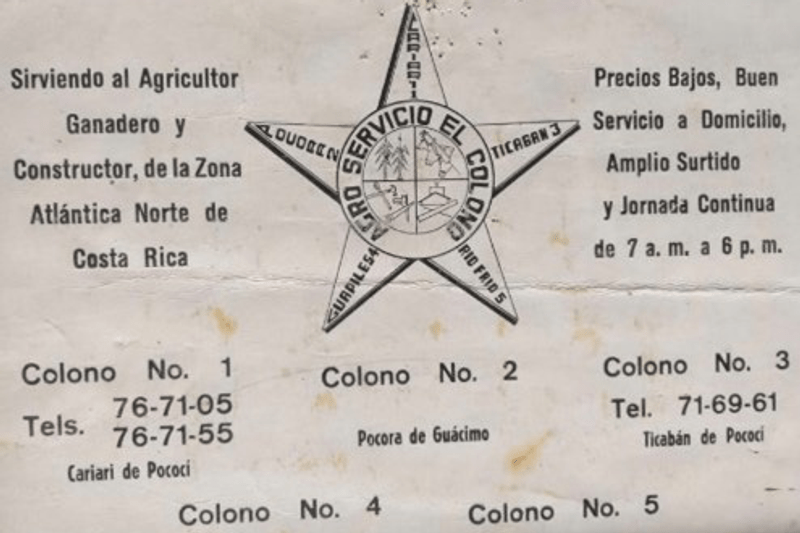 Sirviendo al Agricultor
Ganadero y
Constructor, de la Zona
Atlántica Norte de
Costa Rica
CARIARI 1
AGRO SERVICIO EL COLONO
TICABAN 3
RIO FRIO 5
GUAPILES 4
Precios Bajos, Buen
Servicio a Domicilio,
Amplio Surtido
y Jornada Continua
de 7 a. m. a 6 p. m.
Colono No. 1
Tels. 76-71-05
76-71-55
Cariari de Pococí
Colono No. 2
Pocora de Guácimo
Colono No. 3
Tel. 71-69-61
Ticabán de Pococí
Colono No. 4
Colono No. 5